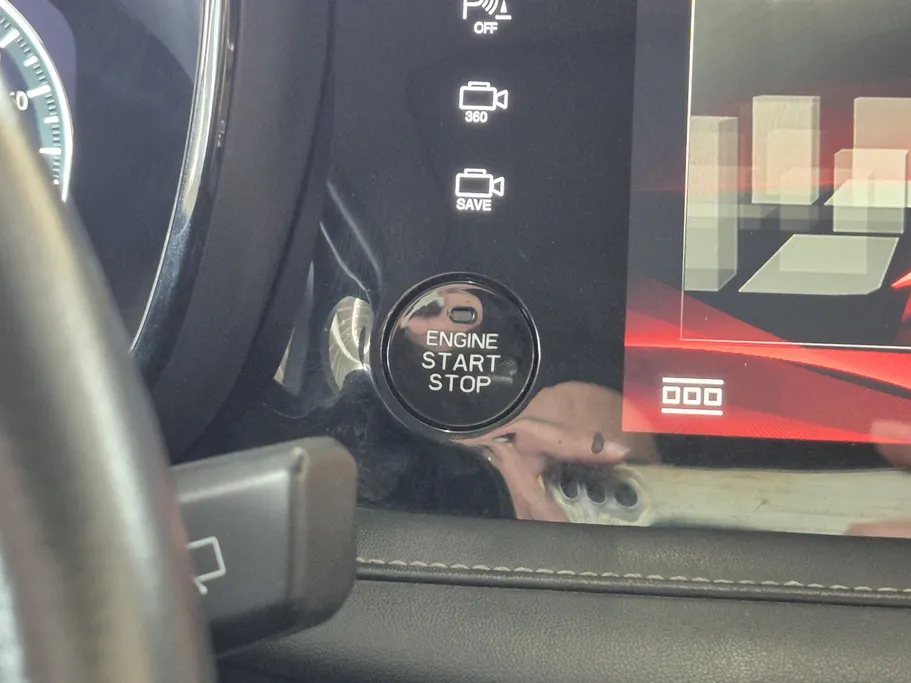 OFF
360
SAVE
ENGINE
START
STOP